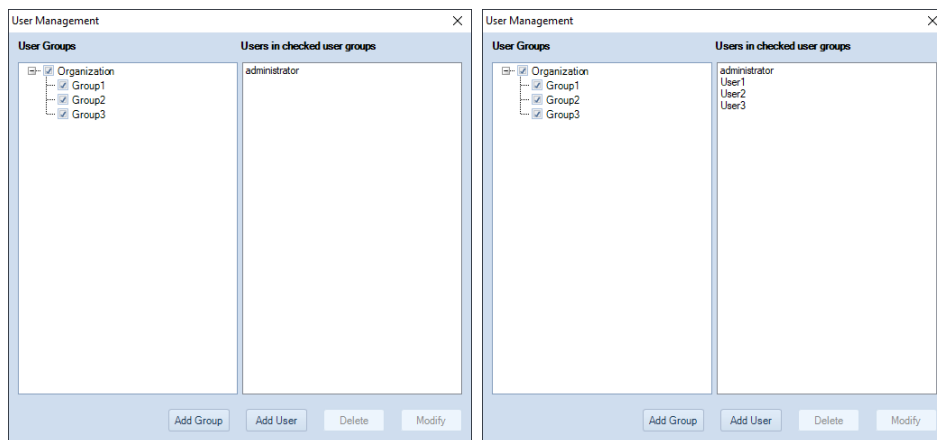 User Management
User Groups Users in checked user groups
Organization
Group1
Group2
Group3
administrator
Add Group Add User Delete Modify
User Management
User Groups Users in checked user groups
Organization
Group1
Group2
Group3
administrator
User1
User2
User3
Add Group Add User Delete Modify